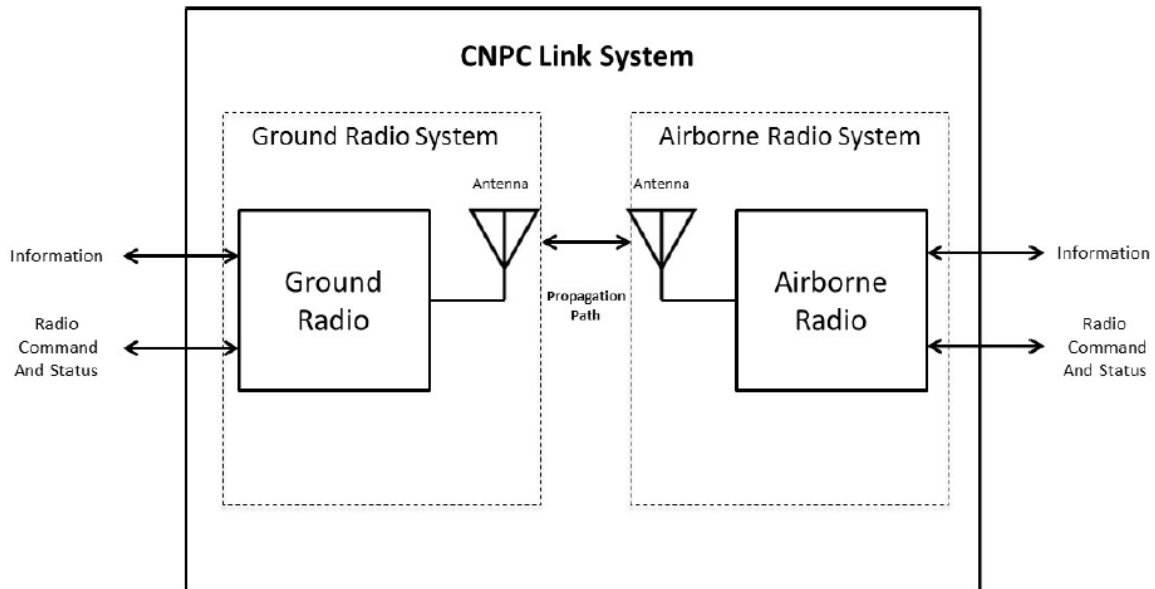 CNPC Link System
Ground Radio System
Airborne Radio System
Antenna
Antenna
Information
Ground
Radio
Propagation
Path
Airborne
Radio
Information
Radio
Command
And Status
Radio
Command
And Status